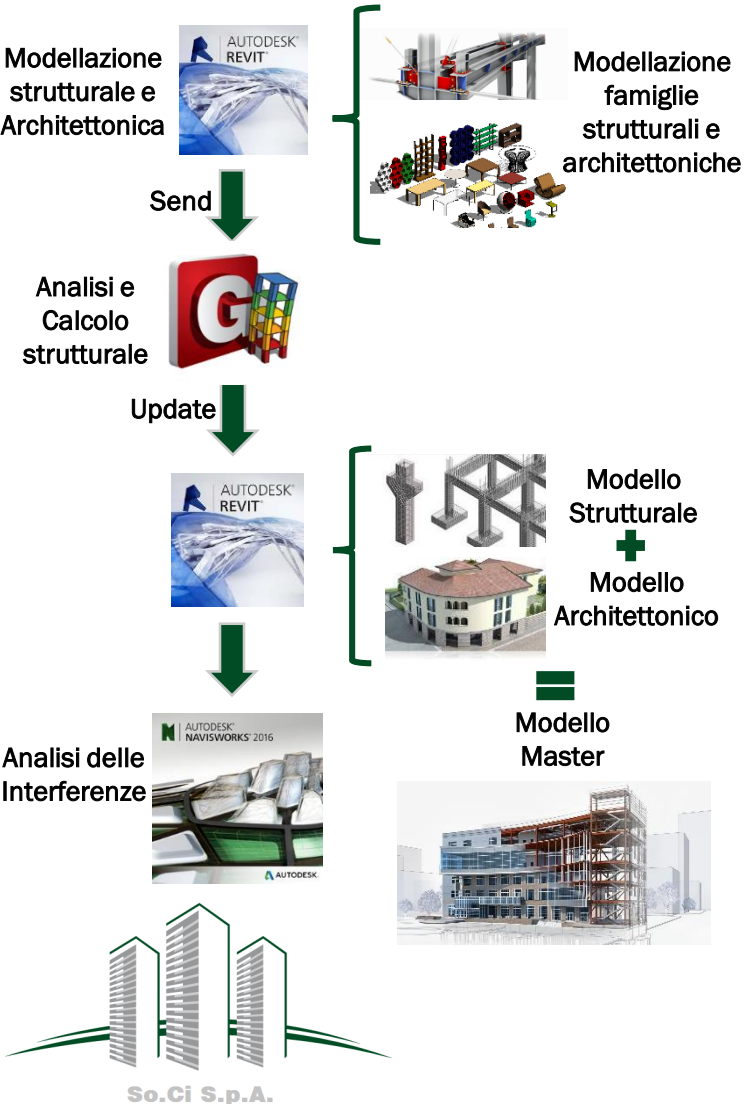 Modellazione
strutturale e
Architettonica
AUTODESK®
REVIT®
Modellazione
famiglie
strutturali e
architettoniche
Send
Analisi e
Calcolo
strutturale
G
Update
AUTODESK®
REVIT®
Modello
Strutturale
Modello
Architettonico
Modello
Master
Analisi delle
Interferenze
AUTODESK®
NAVISWORKS® 2016
AUTODESK.
So.Ci S.p.A.